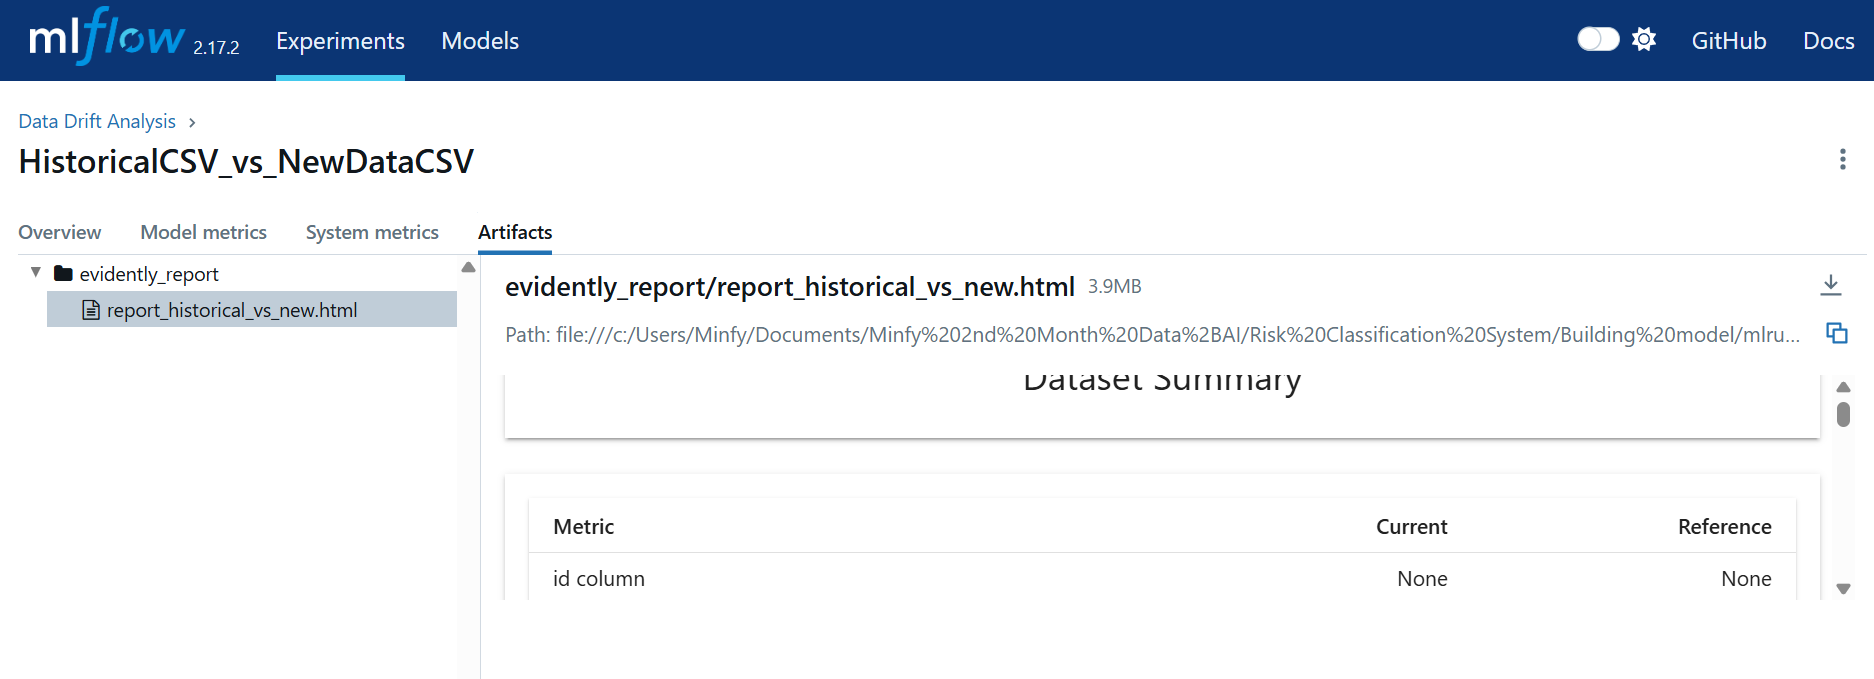 mlflow 2.17.2 Experiments Models GitHub Docs
Data Drift Analysis ›
HistoricalCSV_vs_NewDataCSV
Overview Model metrics System metrics Artifacts
evidently_report
report_historical_vs_new.html
evidently_report/report_historical_vs_new.html 3.9MB
Path: file:///c:/Users/Minfy/Documents/Minfy%202nd%20Month%20Data%2BAI/Risk%20Classification%20System/Building%20model/mlru...
Dataset Summary
Metric Current Reference
id column None None